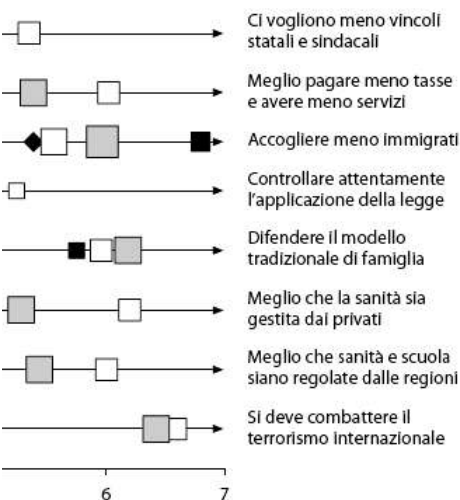 Ci vogliono meno vincoli
statali e sindacali
Meglio pagare meno tasse
e avere meno servizi
Accogliere meno immigrati
Controllare attentamente
l'applicazione della legge
Difendere il modello
tradizionale di famiglia
Meglio che la sanità sia
gestita dai privati
Meglio che sanità e scuola
siano regolate dalle regioni
Si deve combattere il
terrorismo internazionale
6 7